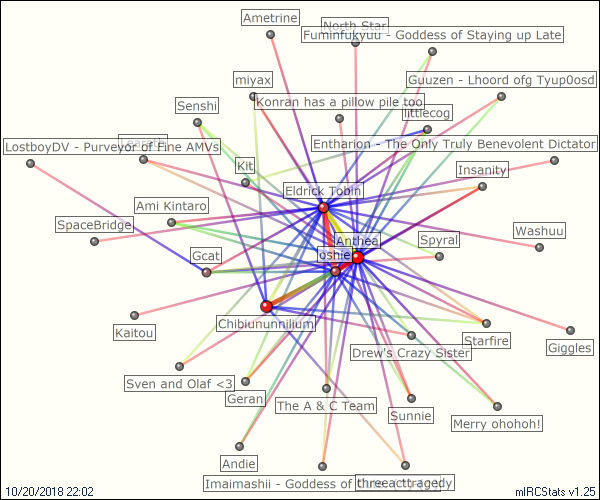 Ametrine
North Star
Fuminfukyuu - Goddess of Staying up Late
miyax
Guuzen - Lhoord ofg Tyup0osd
Senshi
Konran has a pillow pile too
littlecog
LostboyDV - Purveyor of Fine AMVs
Entharion - The Only Truly Benevolent Dictator
Kit
Insanity
Eldrick Tobin
Ami Kintaro
SpaceBridge
Anthea
Spyral
Washuu
Gcat
oshie
Chibiununnilium
Kaitou
Starfire
Giggles
Drew's Crazy Sister
Sven and Olaf <3
Geran
The A & C Team
Sunnie
Merry ohohoh!
Andie
Imaimashii - Goddess of
threeacttragedy
10/20/2018 22:02
mIRCStats v1.25